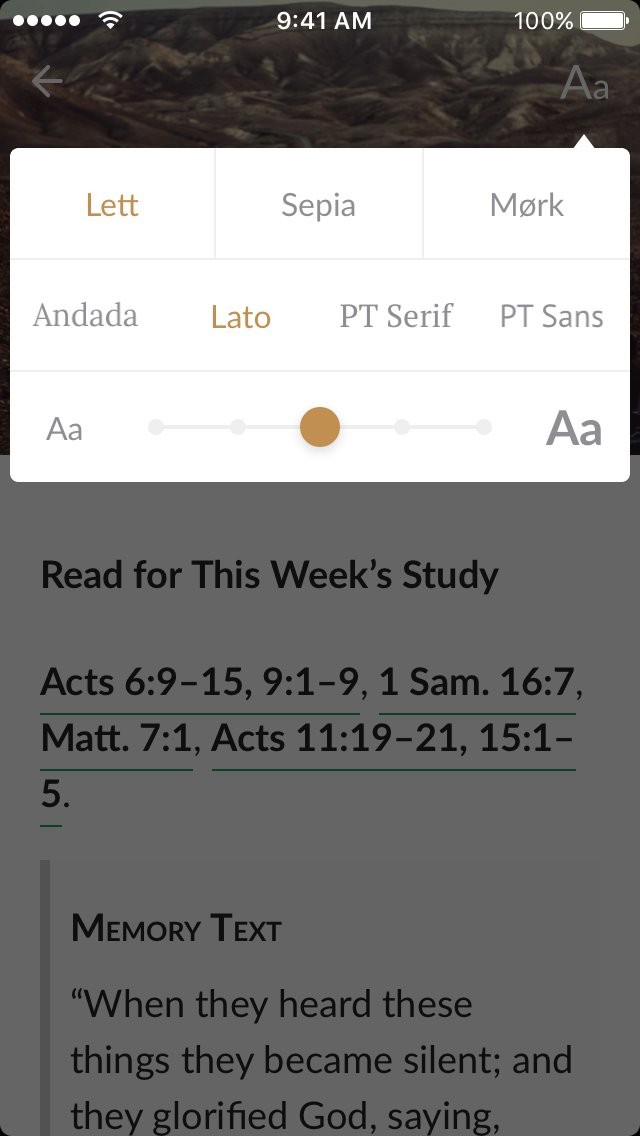 9:41 AM 100%
Aa
Lett Sepia Mørk
Andada Lato PT Serif PT Sans
Aa Aa
Read for This Week’s Study
Acts 6:9–15, 9:1–9, 1 Sam. 16:7,
Matt. 7:1, Acts 11:19–21, 15:1–
5.
Memory Text
“When they heard these
things they became silent; and
they glorified God, saying,